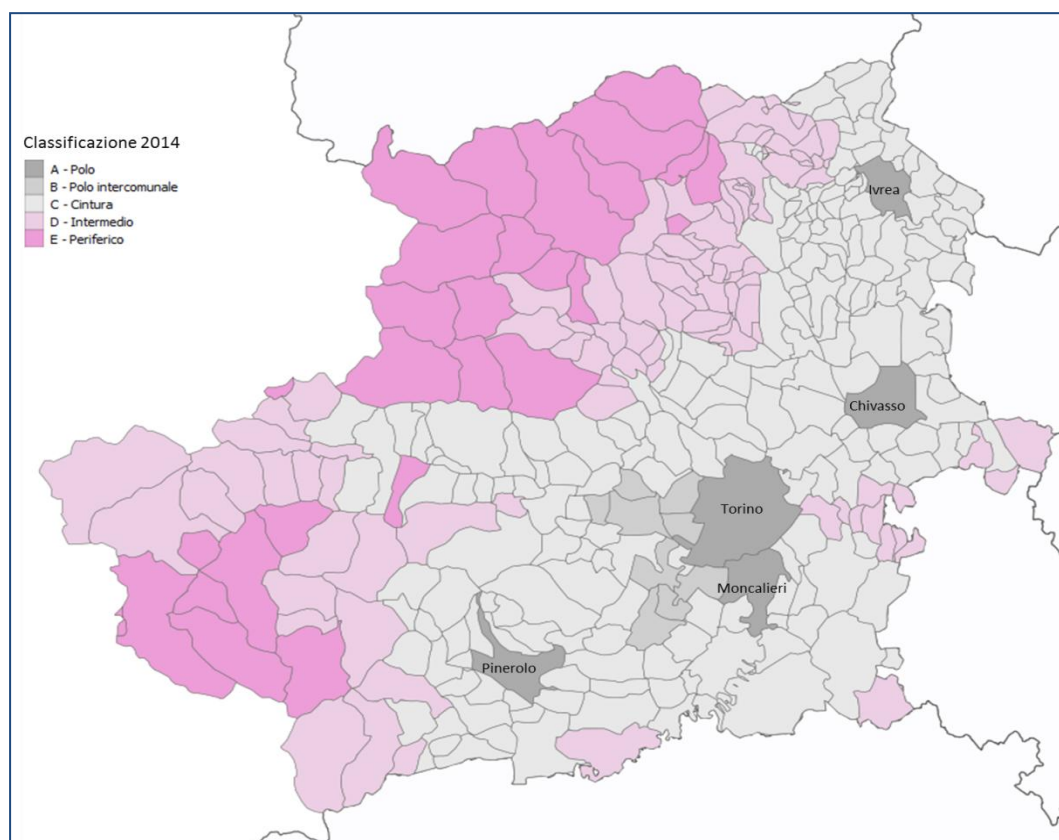 Classificazione 2014
A - Polo
B - Polo intercomunale
C - Cintura
D - Intermedio
E - Periferico
Ivrea
Chivasso
Torino
Moncalieri
Pinerolo